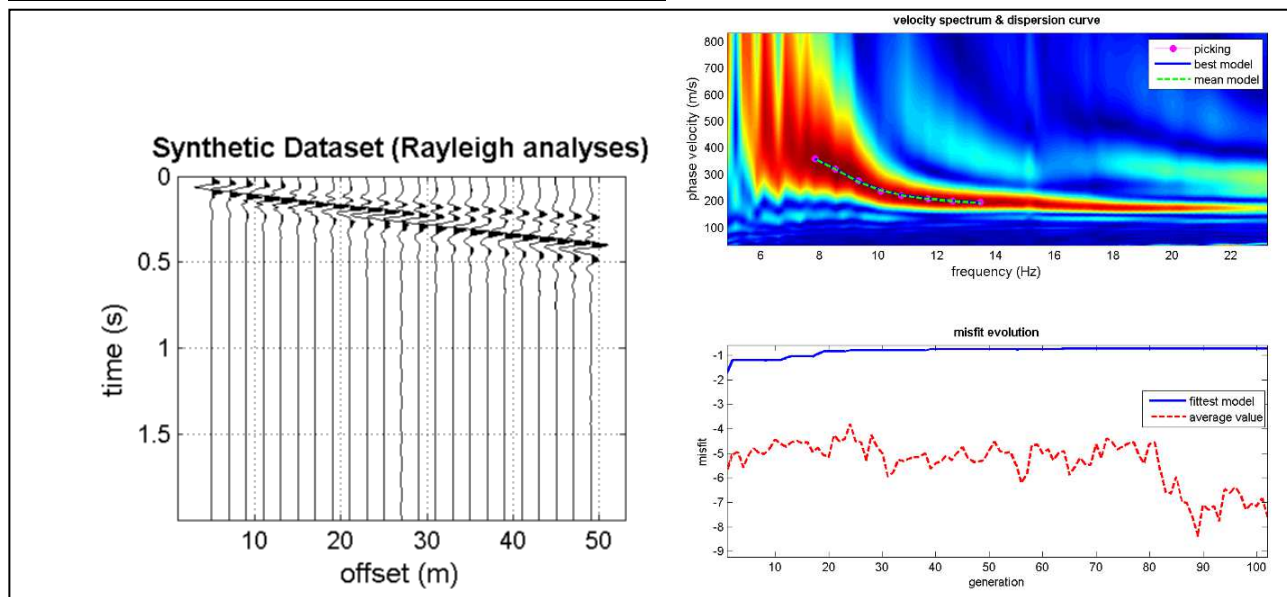 Synthetic Dataset (Rayleigh analyses)
0
0.5
1
1.5
time (s)
10 20 30 40 50
offset (m)
velocity spectrum & dispersion curve
800
700
600
500
400
300
200
100
phase velocity (m/s)
picking
best model
mean model
6 8 10 12 14 16 18 20 22
frequency (Hz)
misfit evolution
-1
-2
-3
-4
-5
-6
-7
-8
-9
misfit
fittest model
average value
10 20 30 40 50 60 70 80 90 100
generation